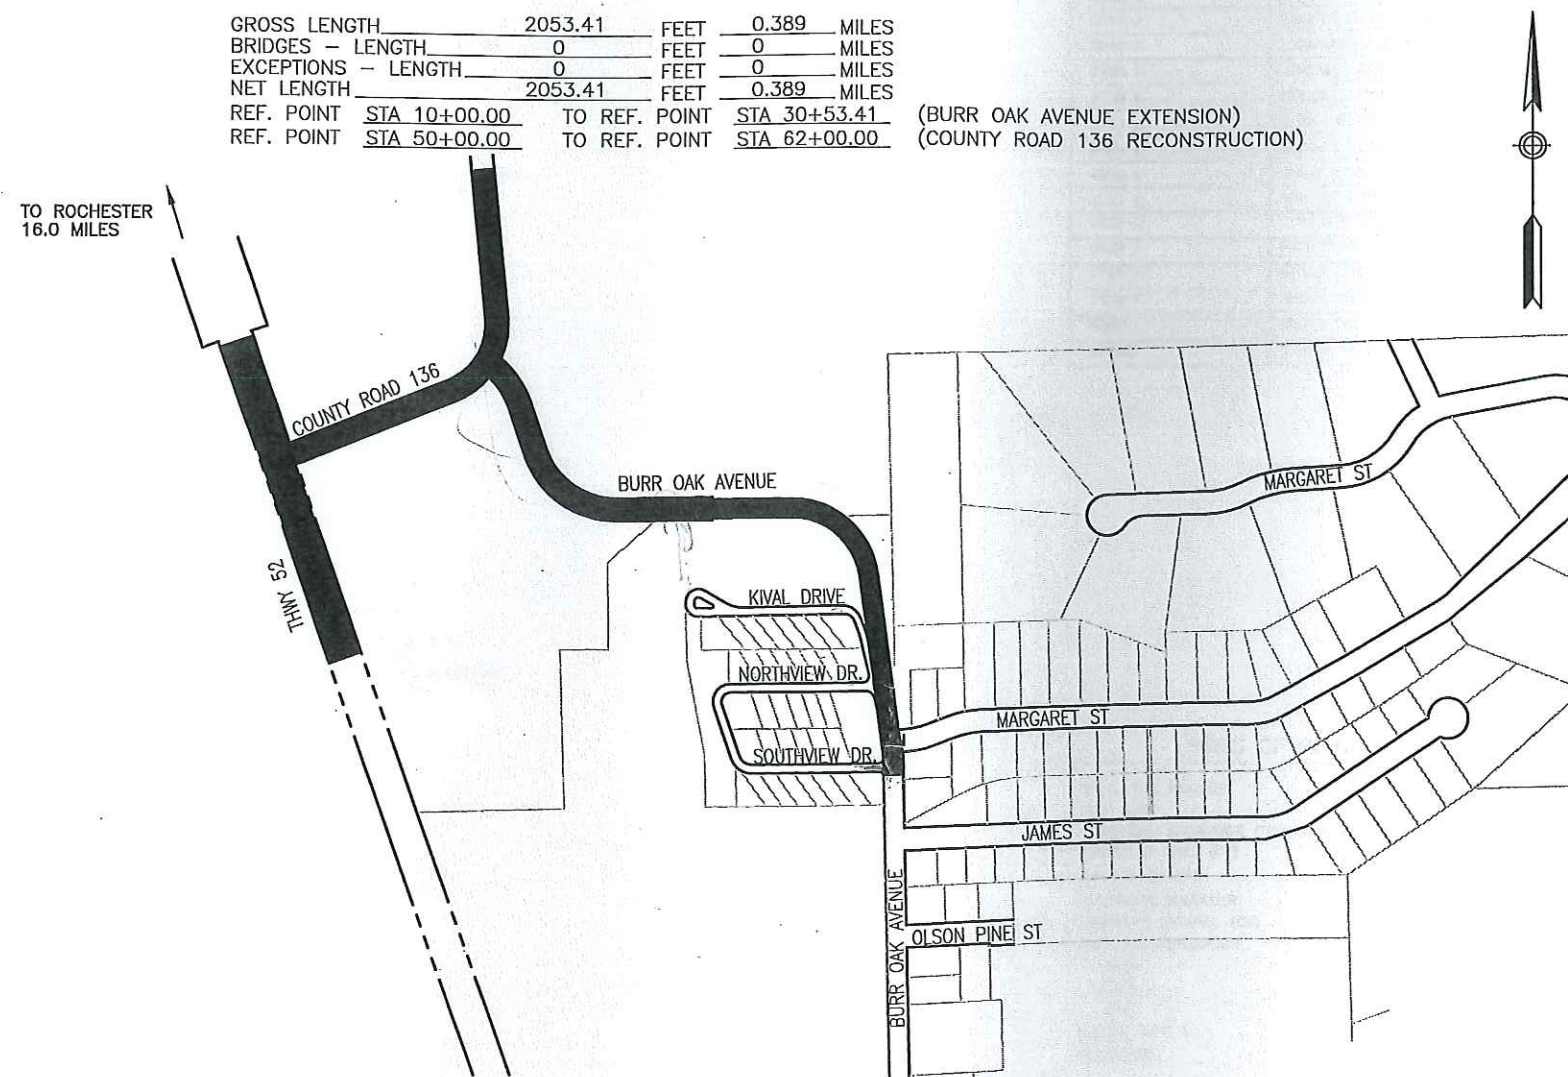 GROSS LENGTH 2053.41 FEET 0.389 MILES
BRIDGES - LENGTH 0 FEET 0 MILES
EXCEPTIONS - LENGTH 0 FEET 0 MILES
NET LENGTH 2053.41 FEET 0.389 MILES
REF. POINT STA 10+00.00 TO REF. POINT STA 30+53.41 (BURR OAK AVENUE EXTENSION)
REF. POINT STA 50+00.00 TO REF. POINT STA 62+00.00 (COUNTY ROAD 136 RECONSTRUCTION)
TO ROCHESTER
16.0 MILES
COUNTY ROAD 136
BURR OAK AVENUE
MARGARET ST
THWY 52
KIVAL DRIVE
NORTHVIEW DR.
MARGARET ST
SOUTHVIEW DR.
JAMES ST
BURR OAK AVENUE
OLSON PINE ST